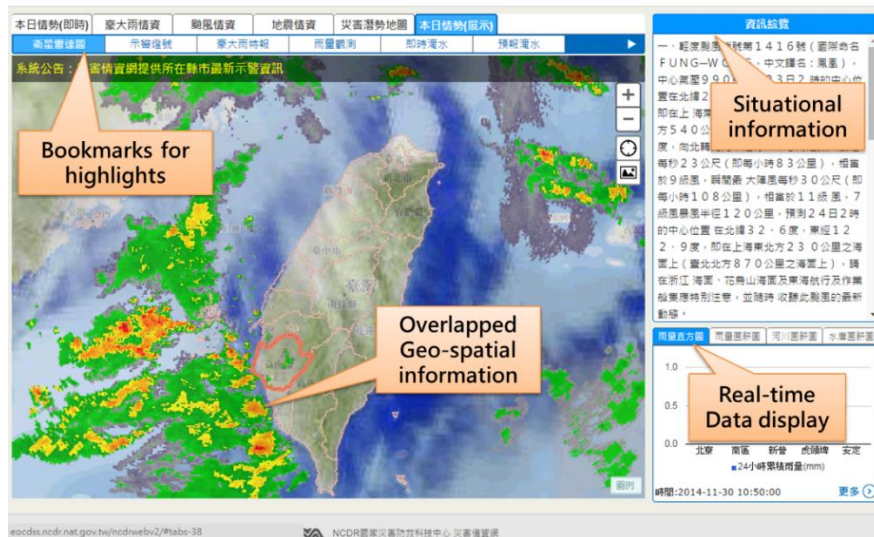 本日情勢(即時) 豪大雨情資 颱風情資 地震情資 災害潛勢地圖 本日情勢(展示)
衛星雷達圖 示警燈號 豪大雨特報 雨量觀測 即時淹水 預報淹水
系統公告: 害情資網提供所在縣市最新示警資訊
Bookmarks for
highlights
Overlapped
Geo-spatial
information
臺灣
圖例
資訊綜覽
一、輕度颱 號第1416號(國際命名
FUNG-WO ,中文譯名:鳳凰),
中心氣壓990
置在北緯2
即在上海東
方540公
度,向北轉
每秒23公尺(即每小時83公里),相當
於9級風,瞬間最 大陣風每秒30公尺(即
每小時108公里),相當於11級 風,7
級風暴風半徑120公里,預測24日2時
的中心位置 在北緯32.6度,東經12
2.9度,即在上海東北方230公里之海
面上(臺北北方870公里之海面上),請
在浙江 海面、花鳥山海面及東海航行及作業
船隻應特別注意,並隨時 收聽此颱風的最新
動態。
Situational
information
雨量直方圖 雨量圓餅圖 河川圓餅圖 水庫圓餅圖
1.0
0.5
0.0
Real-time
Data display
北寮 南區 新營 虎頭埤 安定
24小時累積雨量(mm)
時間:2014-11-30 10:50:00 更多
eocdss.ncdr.nat.gov.tw/ncdrwebv2/#tabs-38 NCDR國家災害防救科技中心 災害情資網